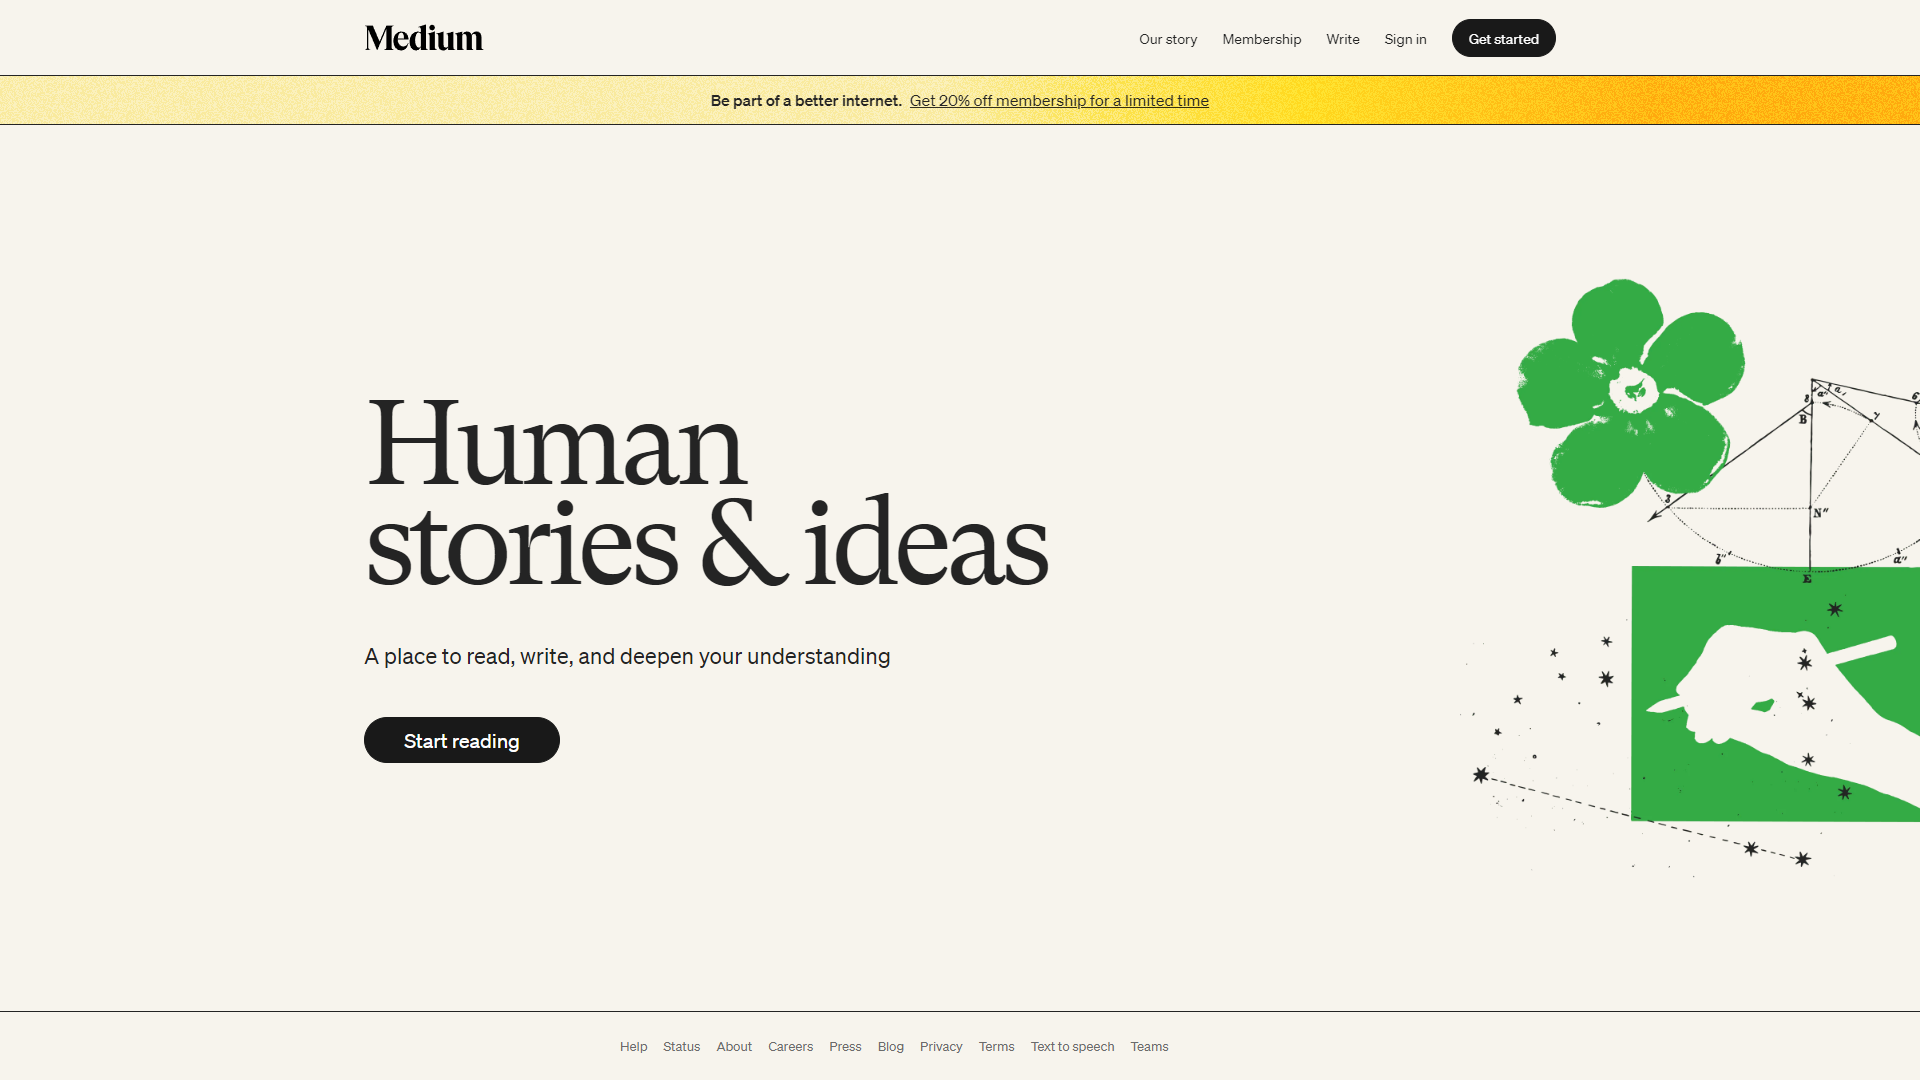 Medium
Our story Membership Write Sign in Get started
Be part of a better internet. Get 20% off membership for a limited time
Human
stories & ideas
A place to read, write, and deepen your understanding
Start reading
B
N″
3
b″
a″
E
Help Status About Careers Press Blog Privacy Terms Text to speech Teams